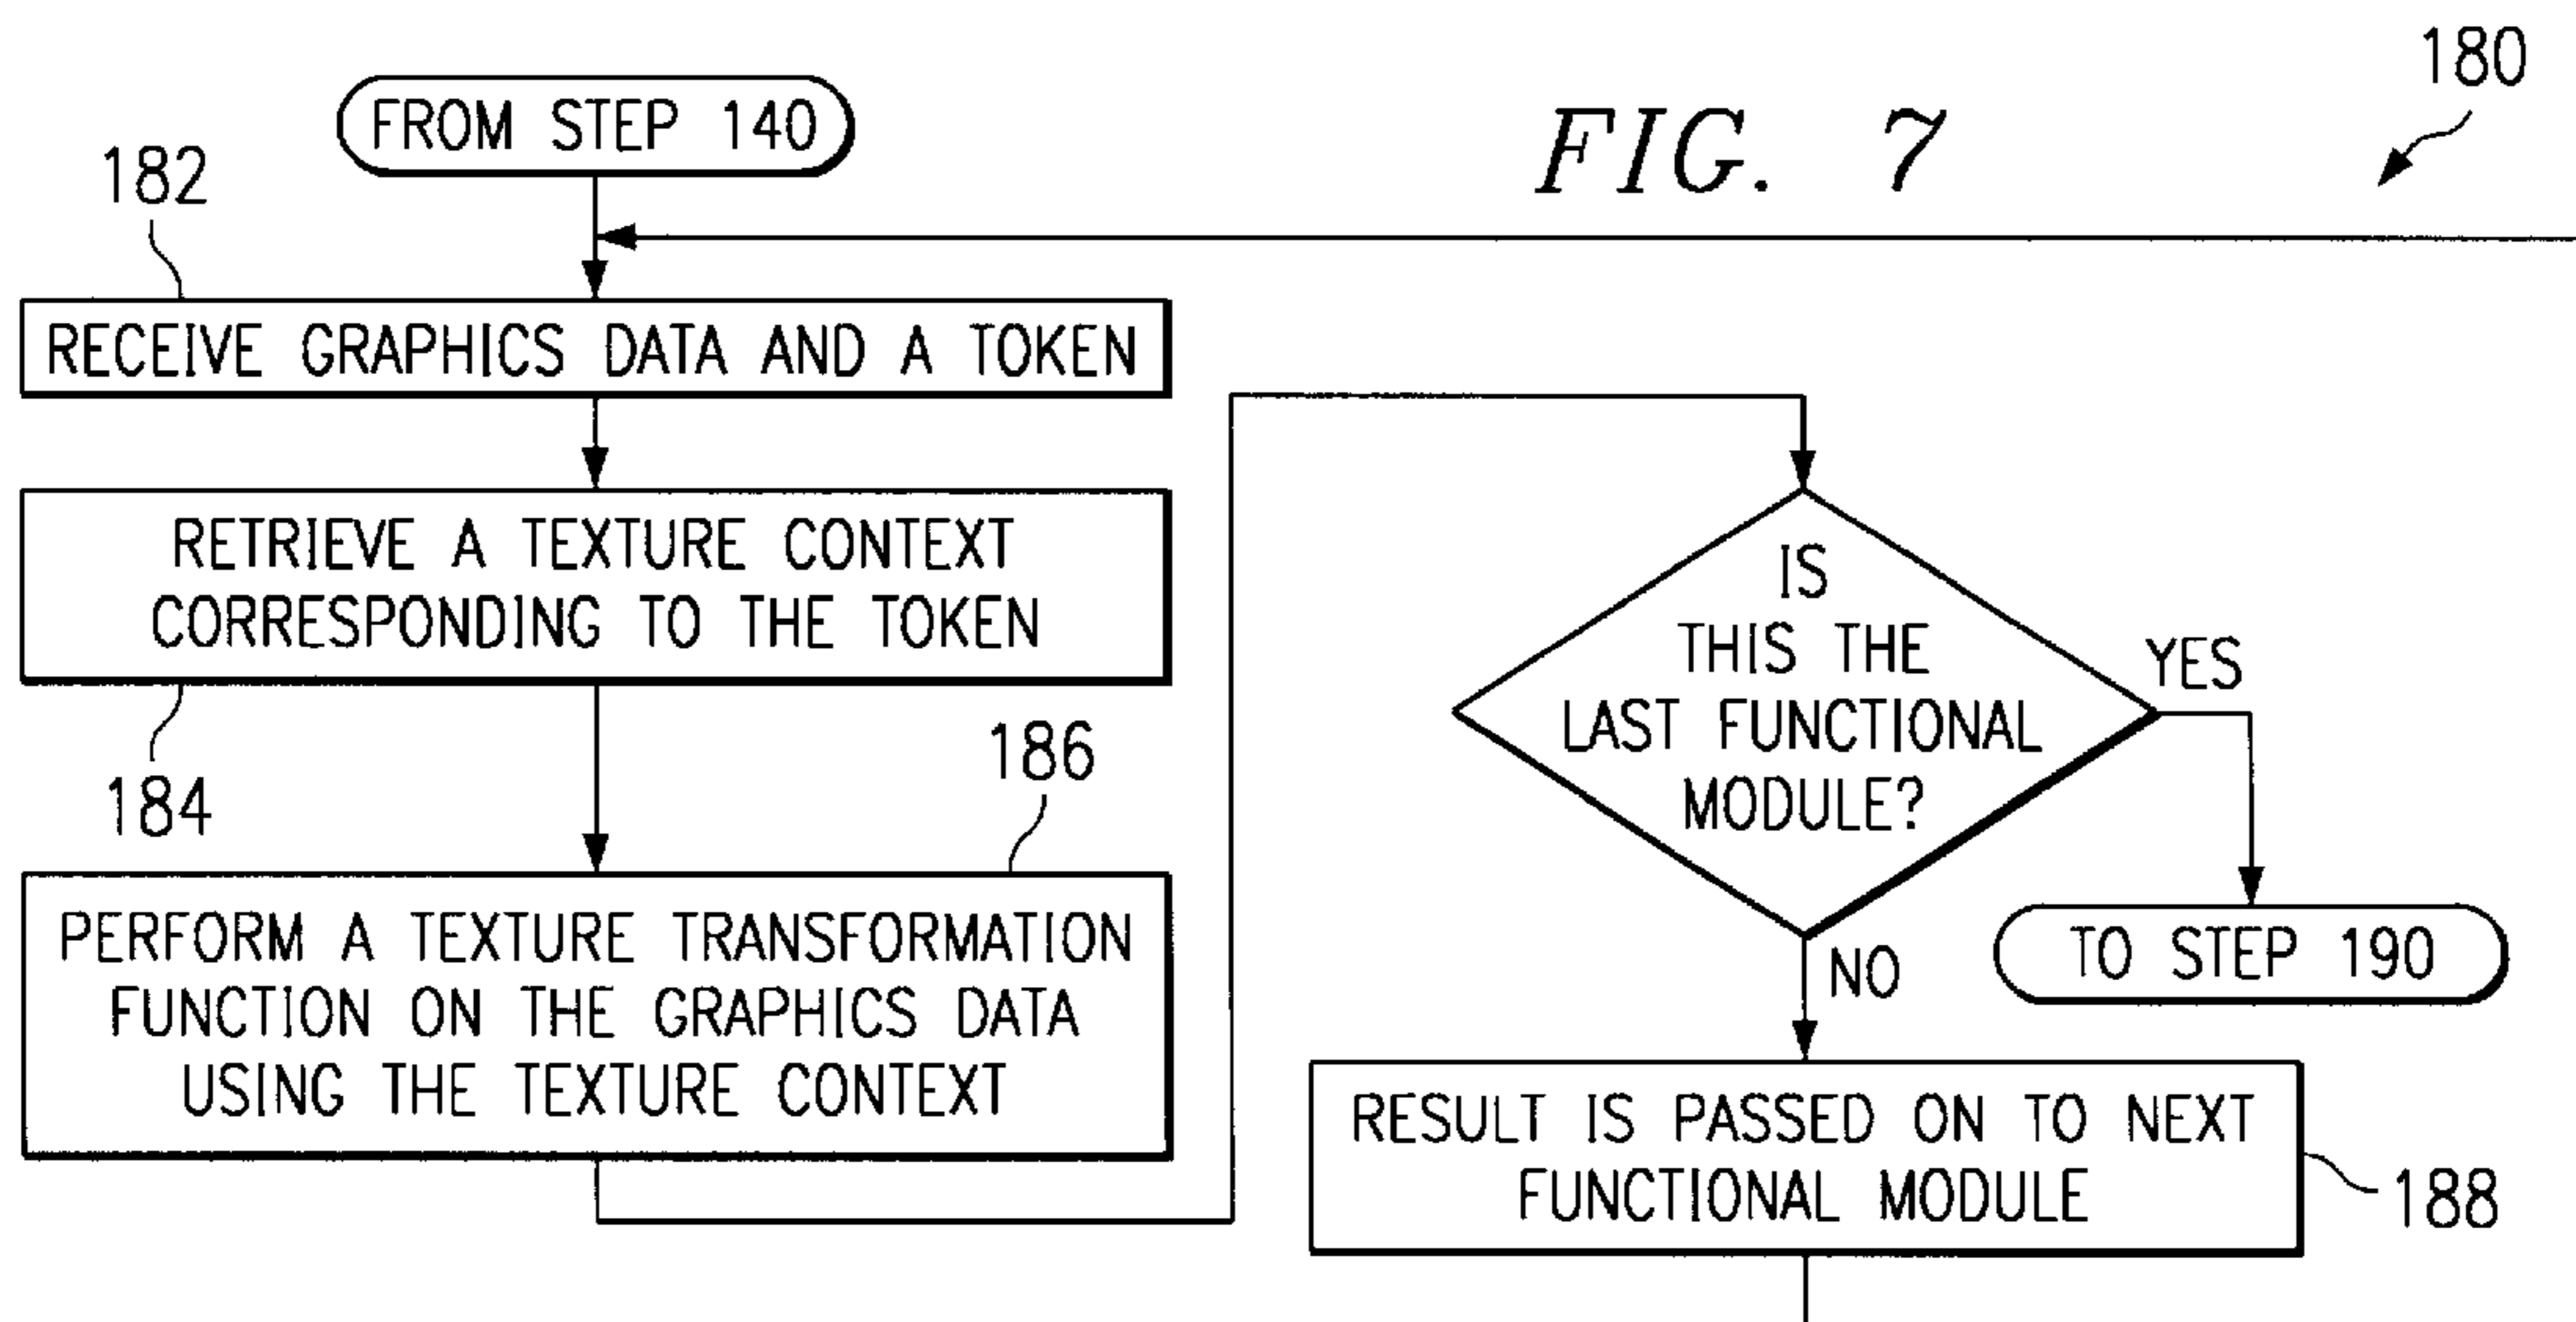 FIG. 7
180
FROM STEP 140
182
RECEIVE GRAPHICS DATA AND A TOKEN
RETRIEVE A TEXTURE CONTEXT
CORRESPONDING TO THE TOKEN
184
186
PERFORM A TEXTURE TRANSFORMATION
FUNCTION ON THE GRAPHICS DATA
USING THE TEXTURE CONTEXT
IS
THIS THE
LAST FUNCTIONAL
MODULE?
YES
TO STEP 190
NO
RESULT IS PASSED ON TO NEXT
FUNCTIONAL MODULE
188